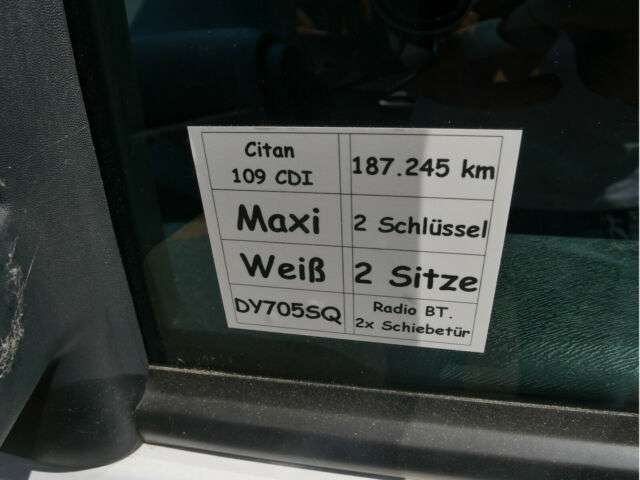 Citan
109 CDI
187.245 km
Maxi
2 Schlüssel
Weiß
2 Sitze
DY705SQ
Radio BT.
2x Schiebetür